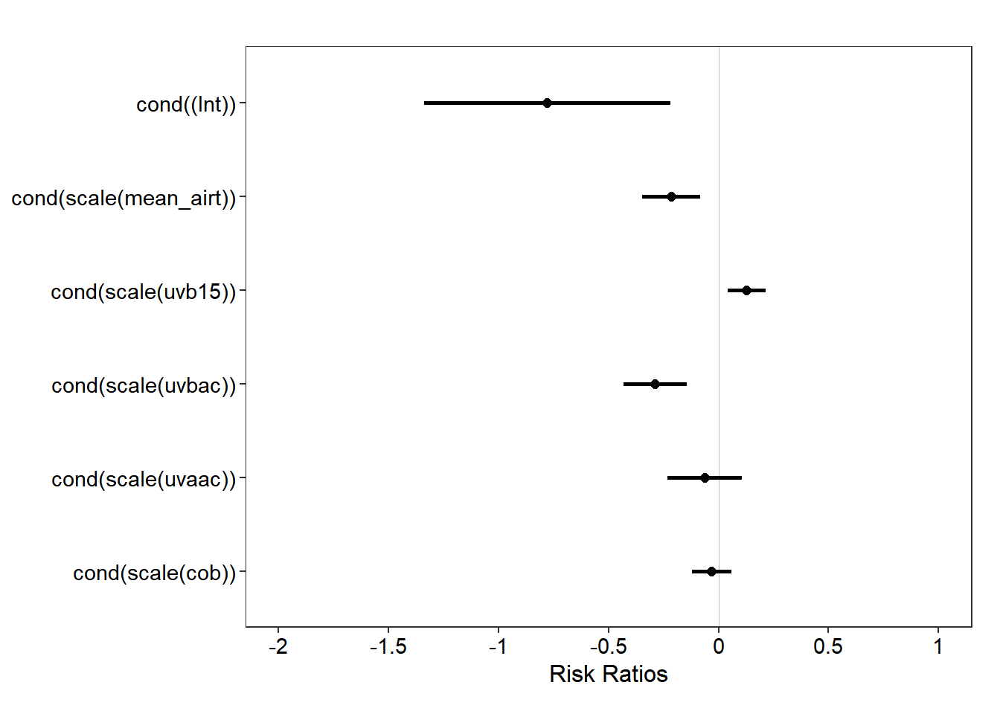 cond((Int))
cond(scale(mean_airt))
cond(scale(uvb15))
cond(scale(uvbac))
cond(scale(uvaac))
cond(scale(cob))
-2 -1.5 -1 -0.5 0 0.5 1
Risk Ratios